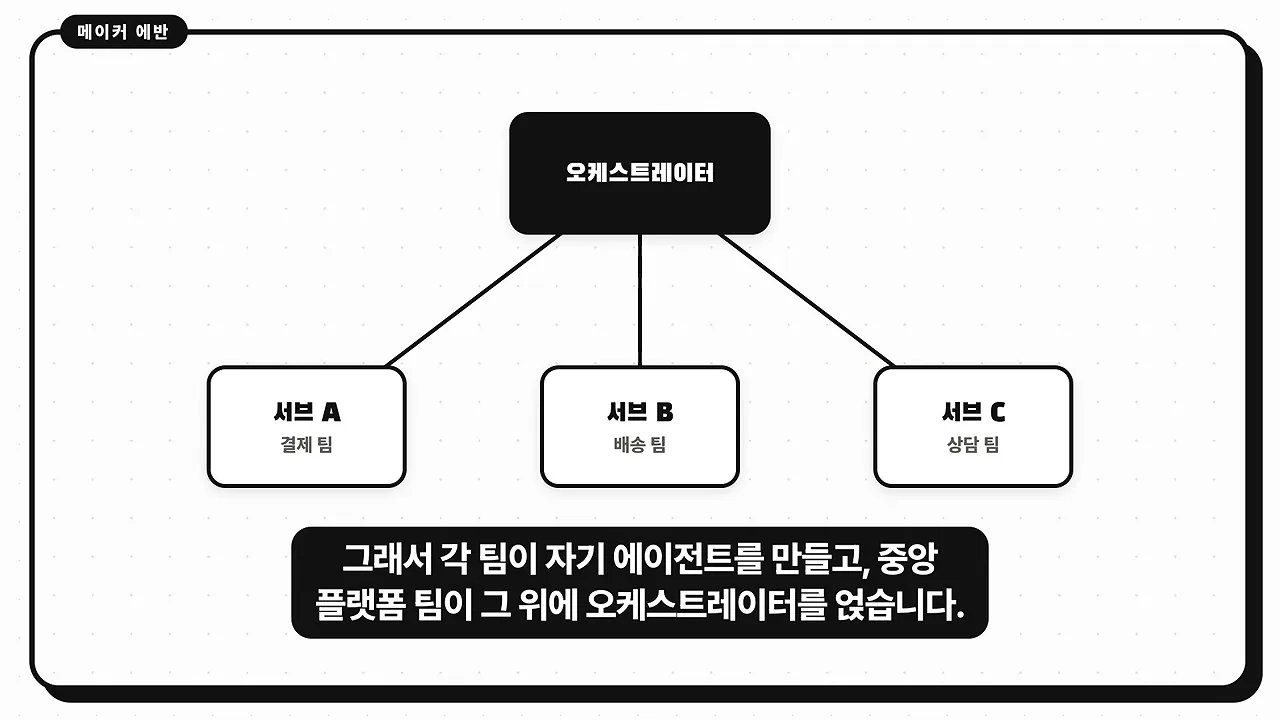 메이커 에반
오케스트레이터
서브 A
결제 팀
서브 B
배송 팀
서브 C
상담 팀
그래서 각 팀이 자기 에이전트를 만들고, 중앙
플랫폼 팀이 그 위에 오케스트레이터를 얹습니다.